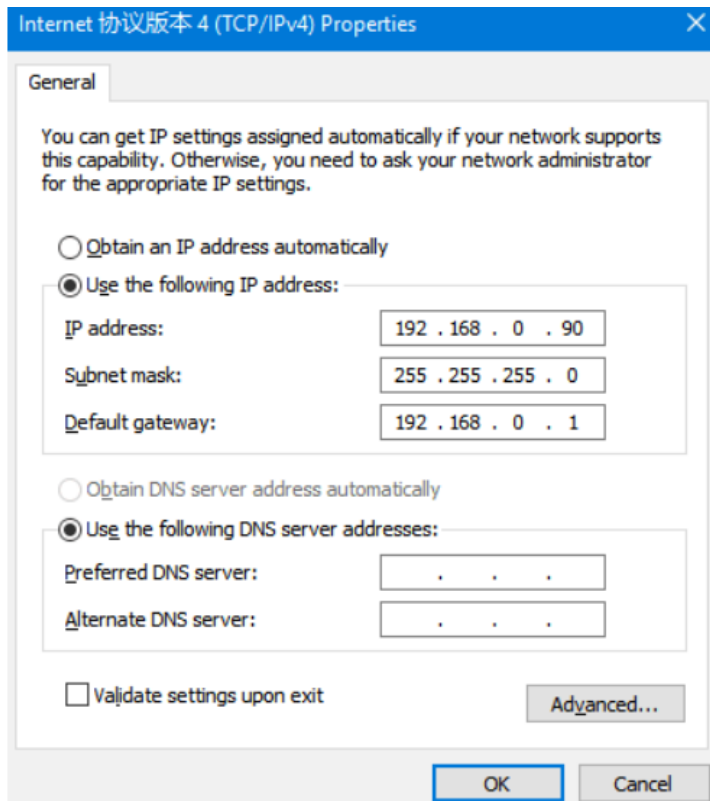 Internet 协议版本 4 (TCP/IPv4) Properties
General
You can get IP settings assigned automatically if your network supports
this capability. Otherwise, you need to ask your network administrator
for the appropriate IP settings.
Obtain an IP address automatically
Use the following IP address:
IP address: 192 . 168 . 0 . 90
Subnet mask: 255 . 255 . 255 . 0
Default gateway: 192 . 168 . 0 . 1
Obtain DNS server address automatically
Use the following DNS server addresses:
Preferred DNS server: . . .
Alternate DNS server: . . .
Validate settings upon exit
Advanced...
OK Cancel